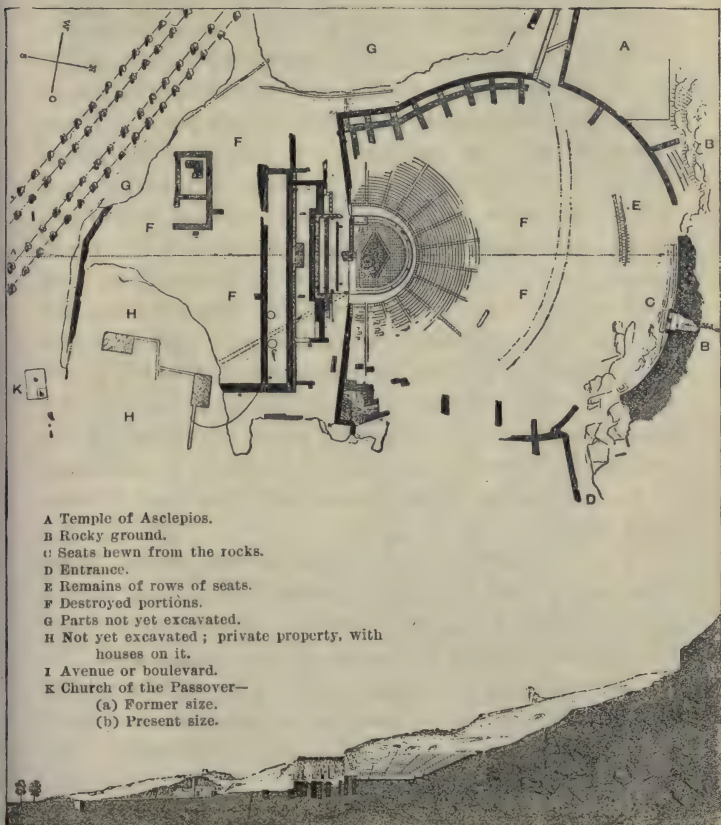 W
G
A
O
F
B
G
E
F
F
F
F
C
H
B
K
H
D
A Temple of Asclepios.
B Rocky ground.
C Seats hewn from the rocks.
D Entrance.
E Remains of rows of seats.
F Destroyed portions.
G Parts not yet excavated.
H Not yet excavated ; private property, with
houses on it.
I Avenue or boulevard.
K Church of the Passover—
(a) Former size.
(b) Present size.